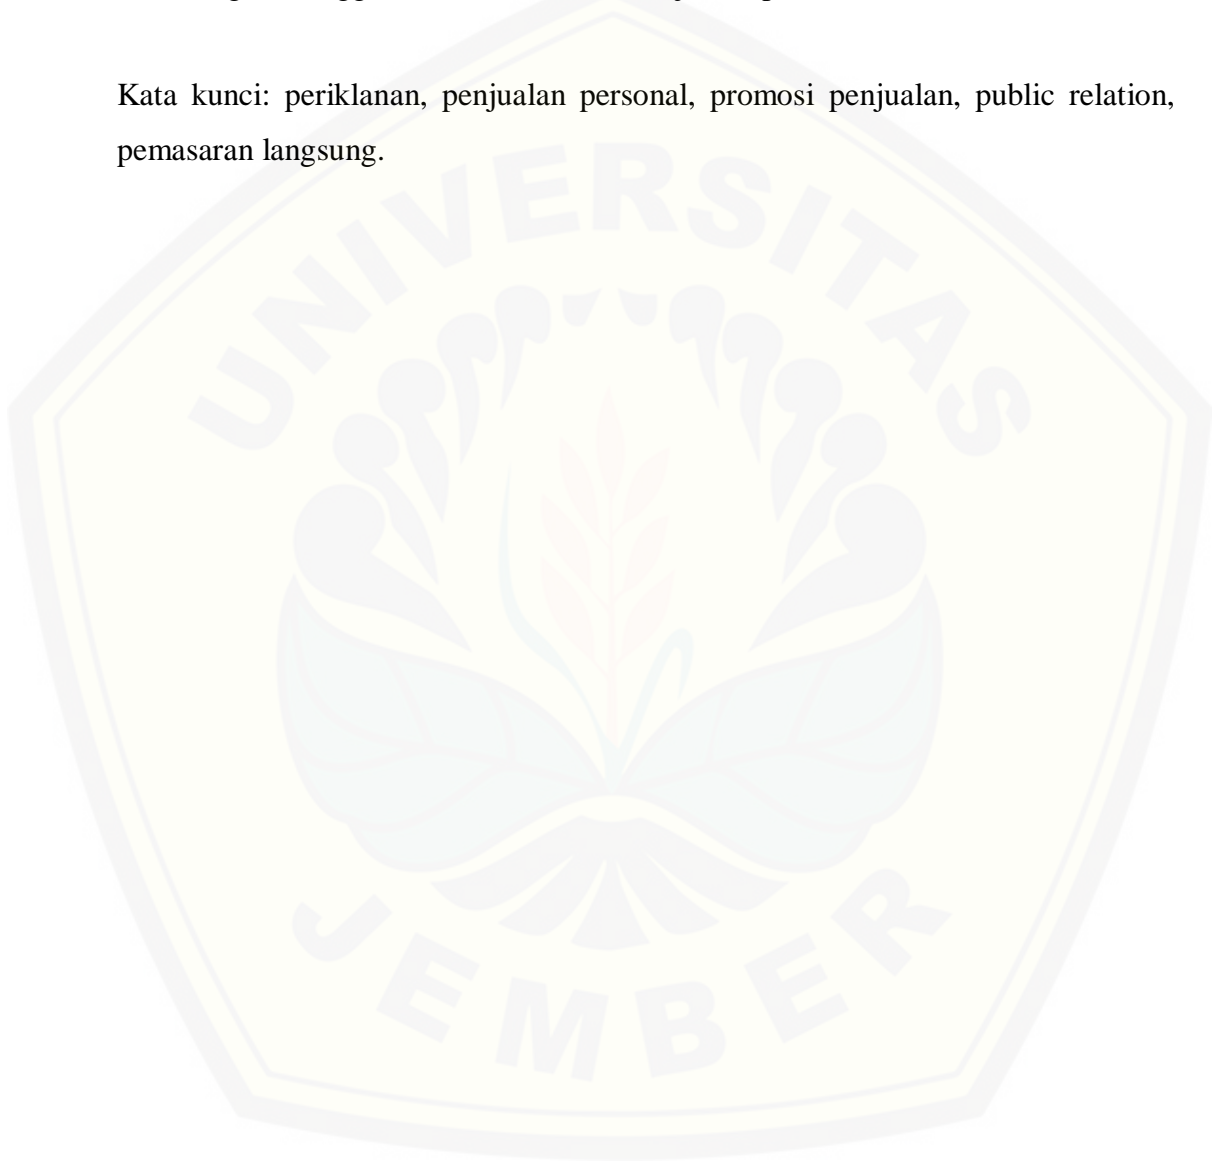 Kata kunci: periklanan, penjualan personal, promosi penjualan, public relation,
pemasaran langsung.
UNIVERSITAS
JEMBER